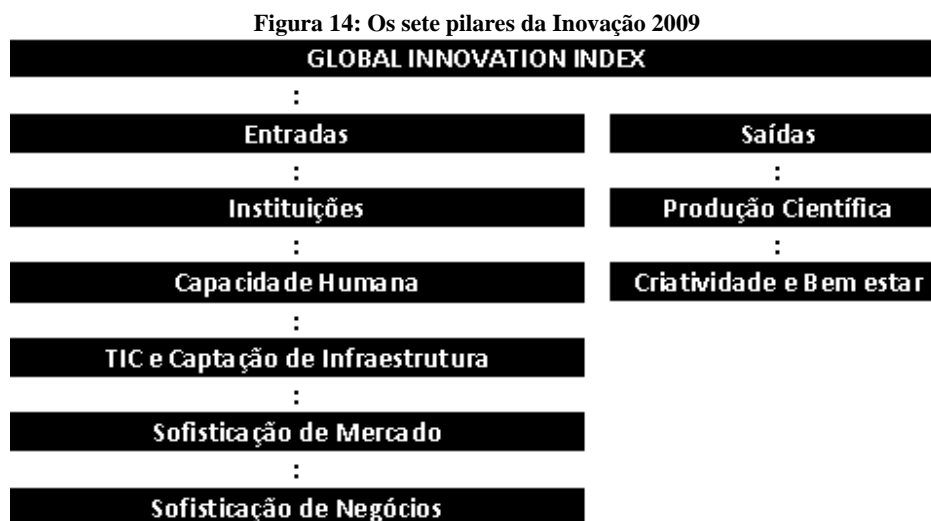 Figura 14: Os sete pilares da Inovação 2009
GLOBAL INNOVATION INDEX
:
Entradas
:
Instituições
:
Capacidade Humana
:
TIC e Captação de Infraestrutura
:
Sofisticação de Mercado
:
Sofisticação de Negócios
Saídas
:
Produção Científica
:
Criatividade e Bem estar